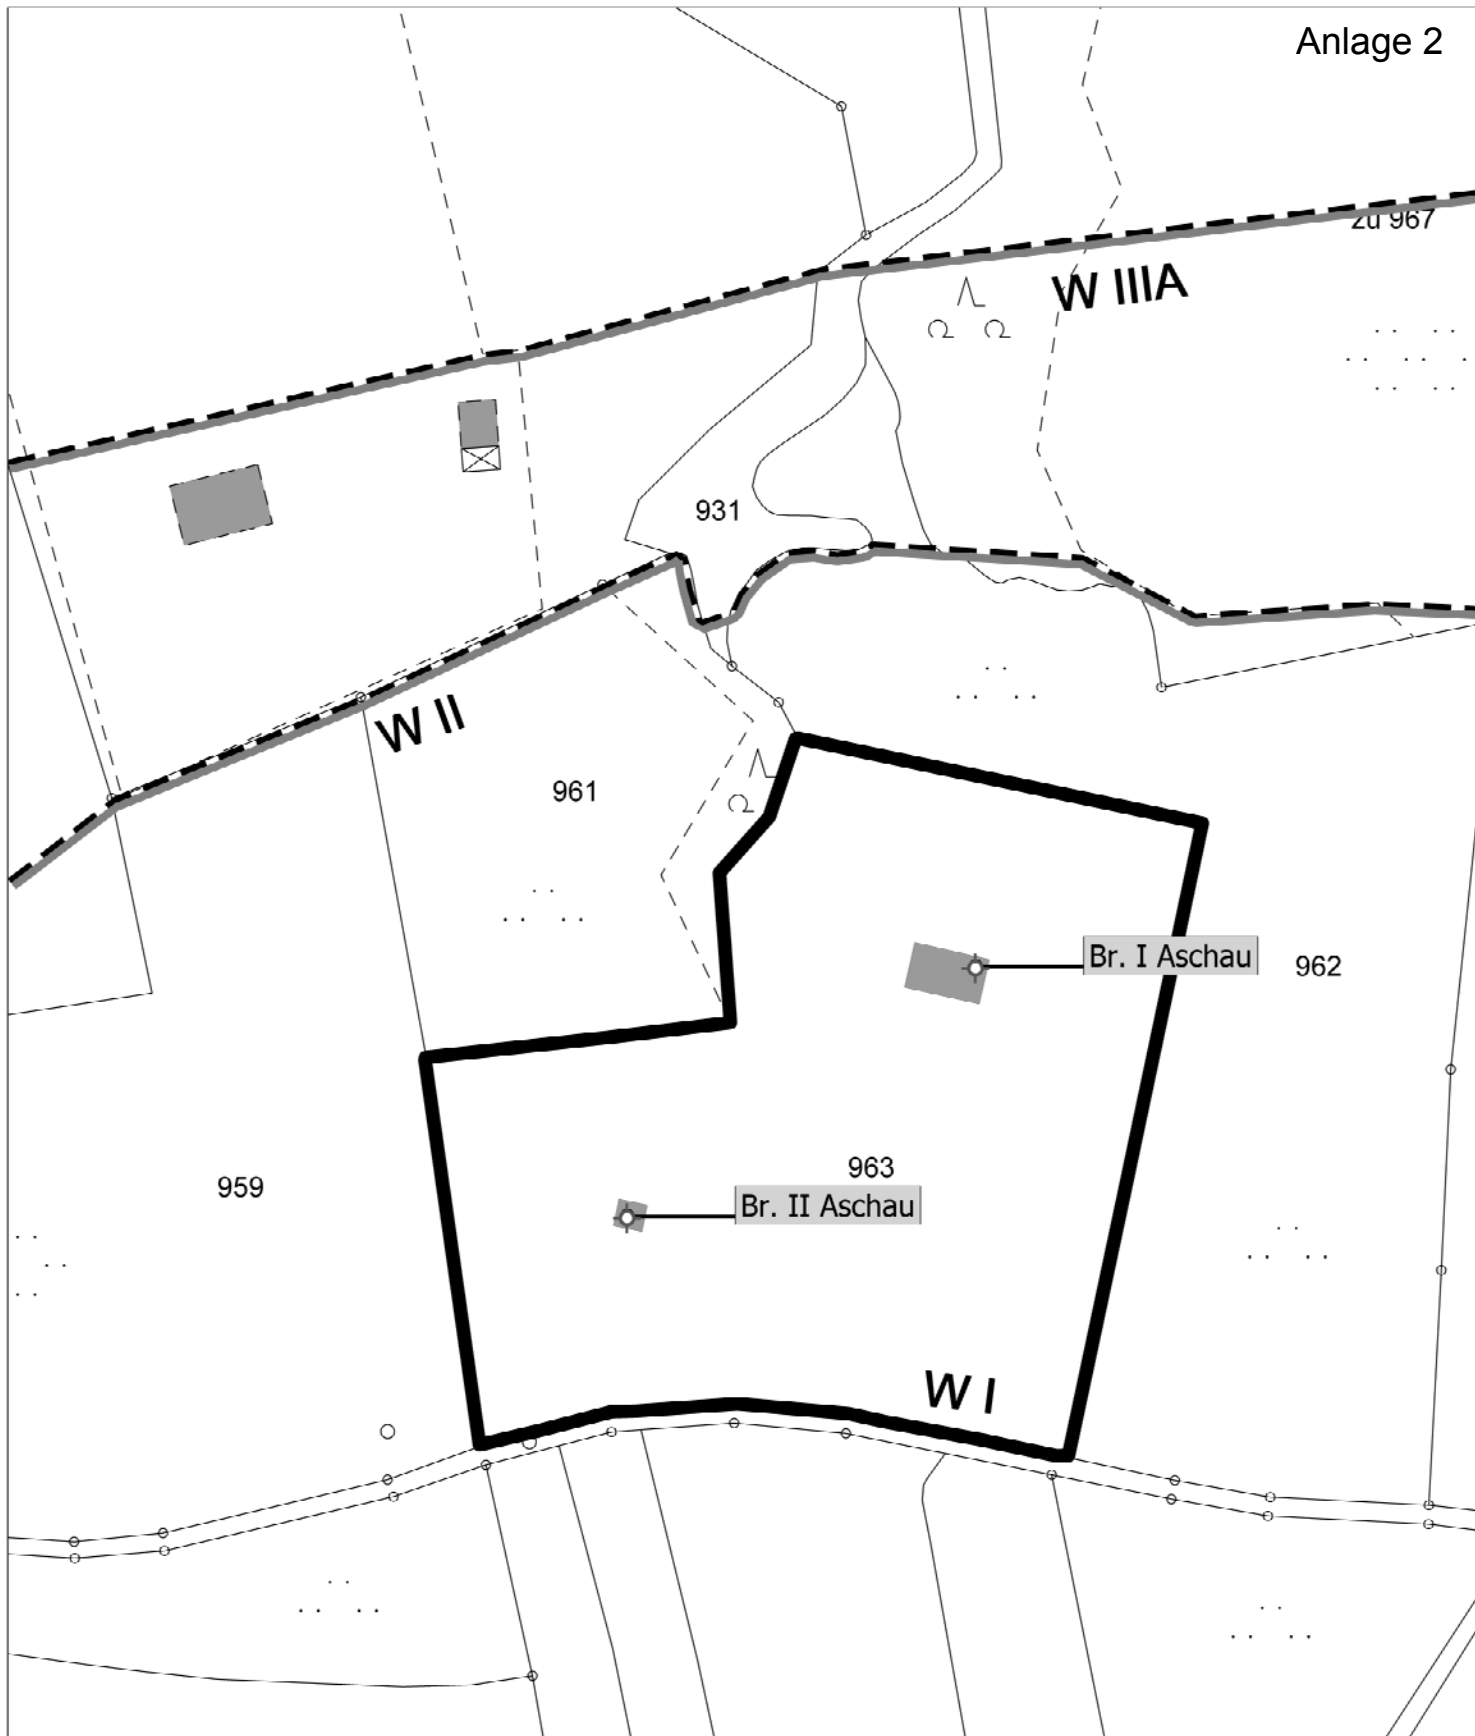 Anlage 2
zu 967
W IIIA
931
W II
961
Br. I Aschau
962
963
959
Br. II Aschau
W I